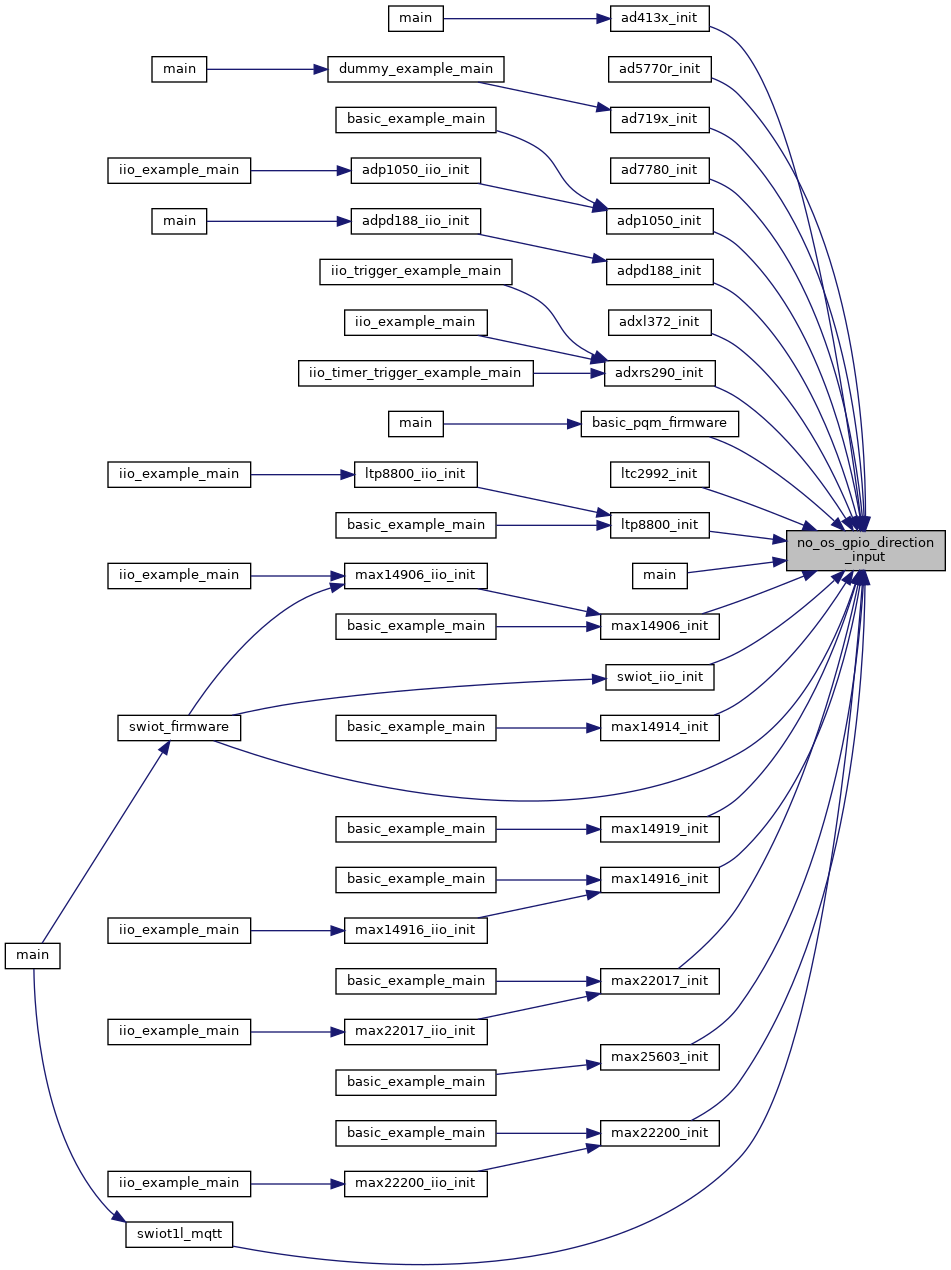 main
ad413x_init
main
dummy_example_main
ad5770r_init
basic_example_main
ad719x_init
iio_example_main
adp1050_iio_init
ad7780_init
main
adpd188_iio_init
adp1050_init
iio_trigger_example_main
adpd188_init
iio_example_main
adxl372_init
iio_timer_trigger_example_main
adxrs290_init
main
basic_pqm_firmware
iio_example_main
ltp8800_iio_init
ltc2992_init
basic_example_main
ltp8800_init
no_os_gpio_direction
_input
iio_example_main
max14906_iio_init
main
basic_example_main
max14906_init
swiot_iio_init
swiot_firmware
basic_example_main
max14914_init
basic_example_main
max14919_init
basic_example_main
max14916_init
iio_example_main
max14916_iio_init
main
basic_example_main
max22017_init
iio_example_main
max22017_iio_init
max25603_init
basic_example_main
basic_example_main
max22200_init
iio_example_main
max22200_iio_init
swiot1l_mqtt